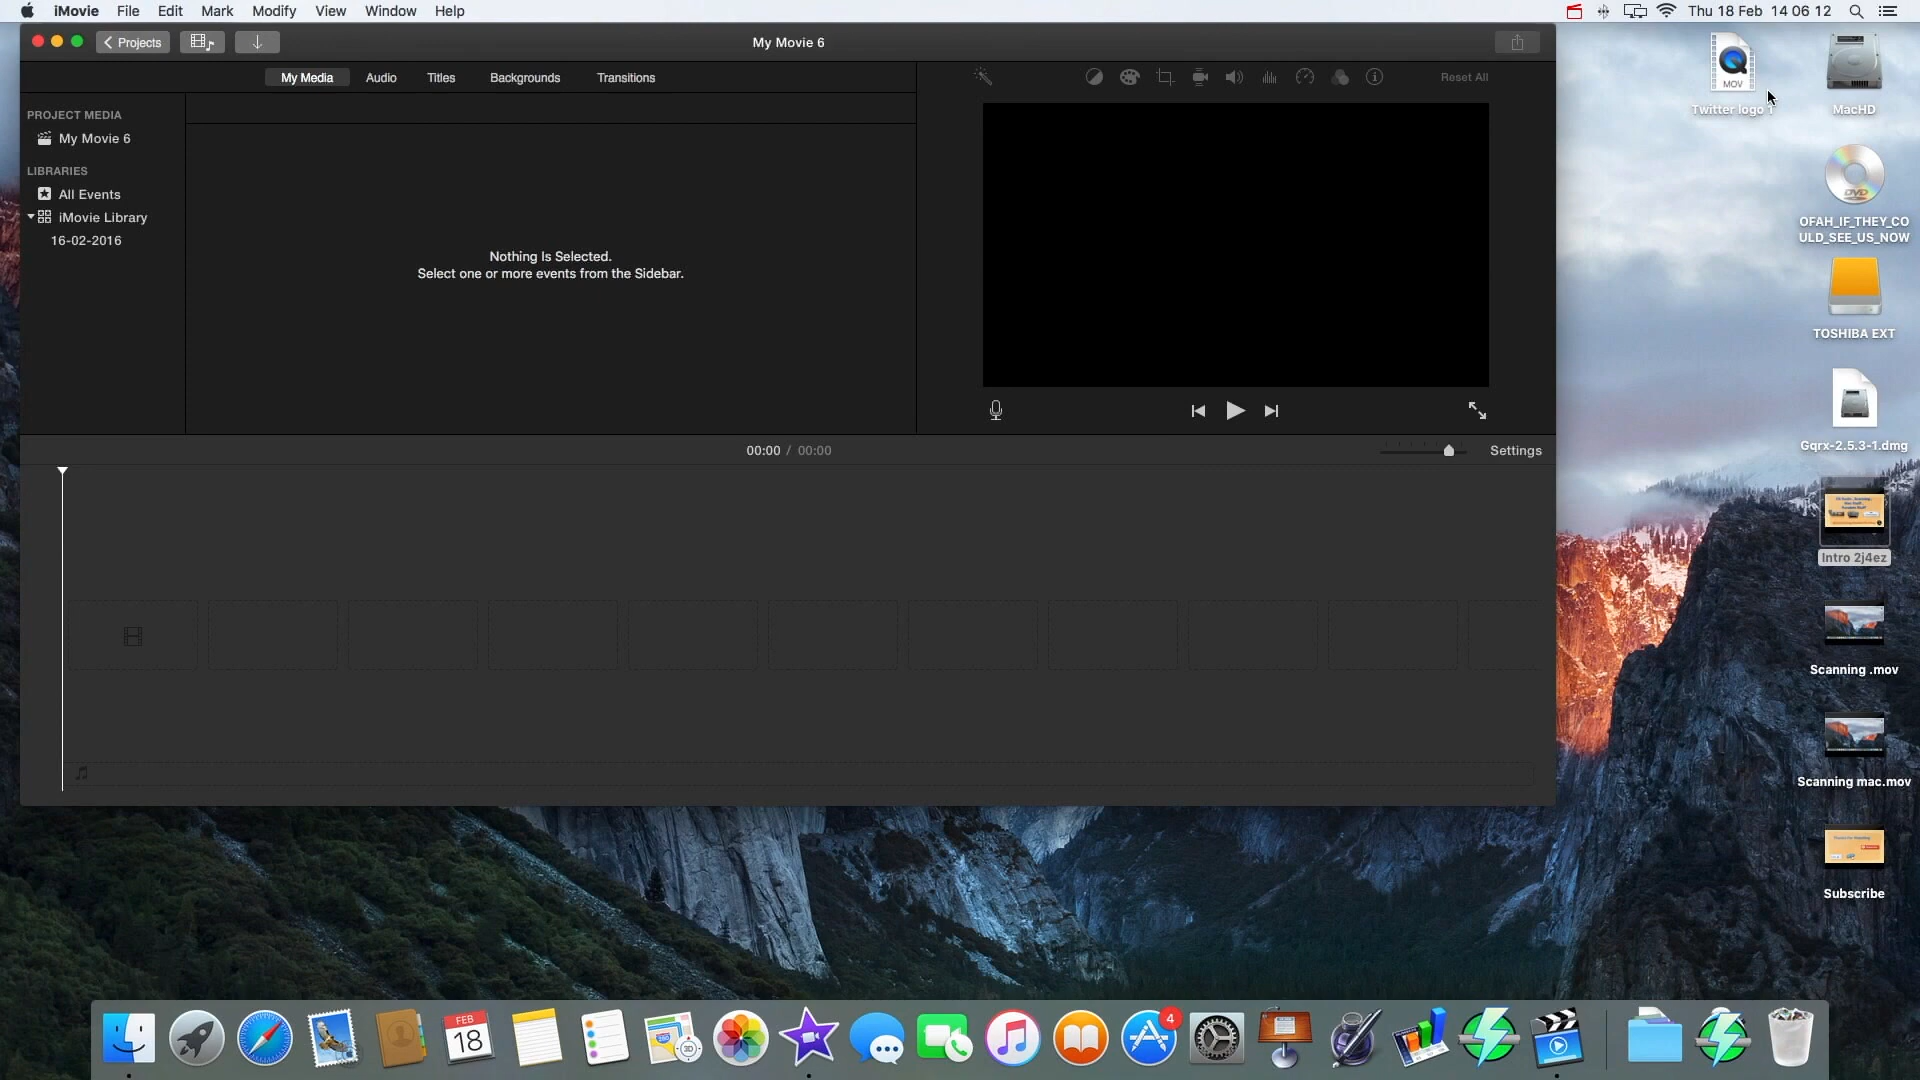 iMovie File Edit Mark Modify View Window Help
Thu 18 Feb 14 06 12
Projects
My Movie 6
My Media Audio Titles Backgrounds Transitions
Reset All
PROJECT MEDIA
My Movie 6
LIBRARIES
All Events
iMovie Library
16-02-2016
Nothing Is Selected.
Select one or more events from the Sidebar.
00:00 / 00:00
Settings
MOV
Twitter logo 1
MacHD
DVD
OFAH_IF_THEY_CO
ULD_SEE_US_NOW
TOSHIBA EXT
Gqrx-2.5.3-1.dmg
Intro 2j4ez
Scanning .mov
Scanning mac.mov
Subscribe
FEB
18
280
3D
4